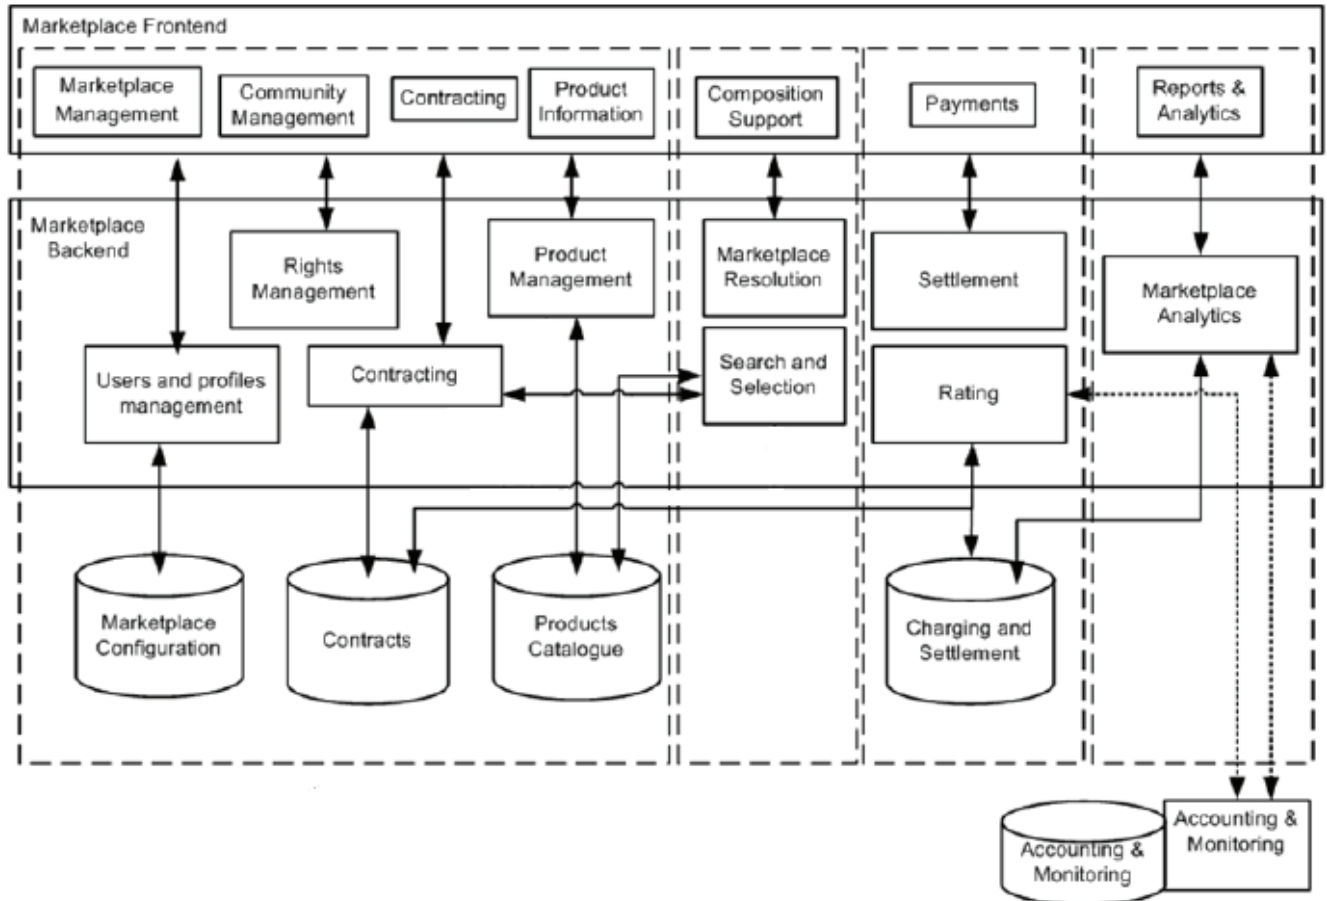 Marketplace Frontend
Marketplace
Management
Community
Management
Contracting
Product
Information
Composition
Support
Payments
Reports &
Analytics
Marketplace
Backend
Rights
Management
Product
Management
Marketplace
Resolution
Settlement
Marketplace
Analytics
Users and profiles
management
Contracting
Search and
Selection
Rating
Marketplace
Configuration
Contracts
Products
Catalogue
Charging and
Settlement
Accounting &
Monitoring
Accounting &
Monitoring